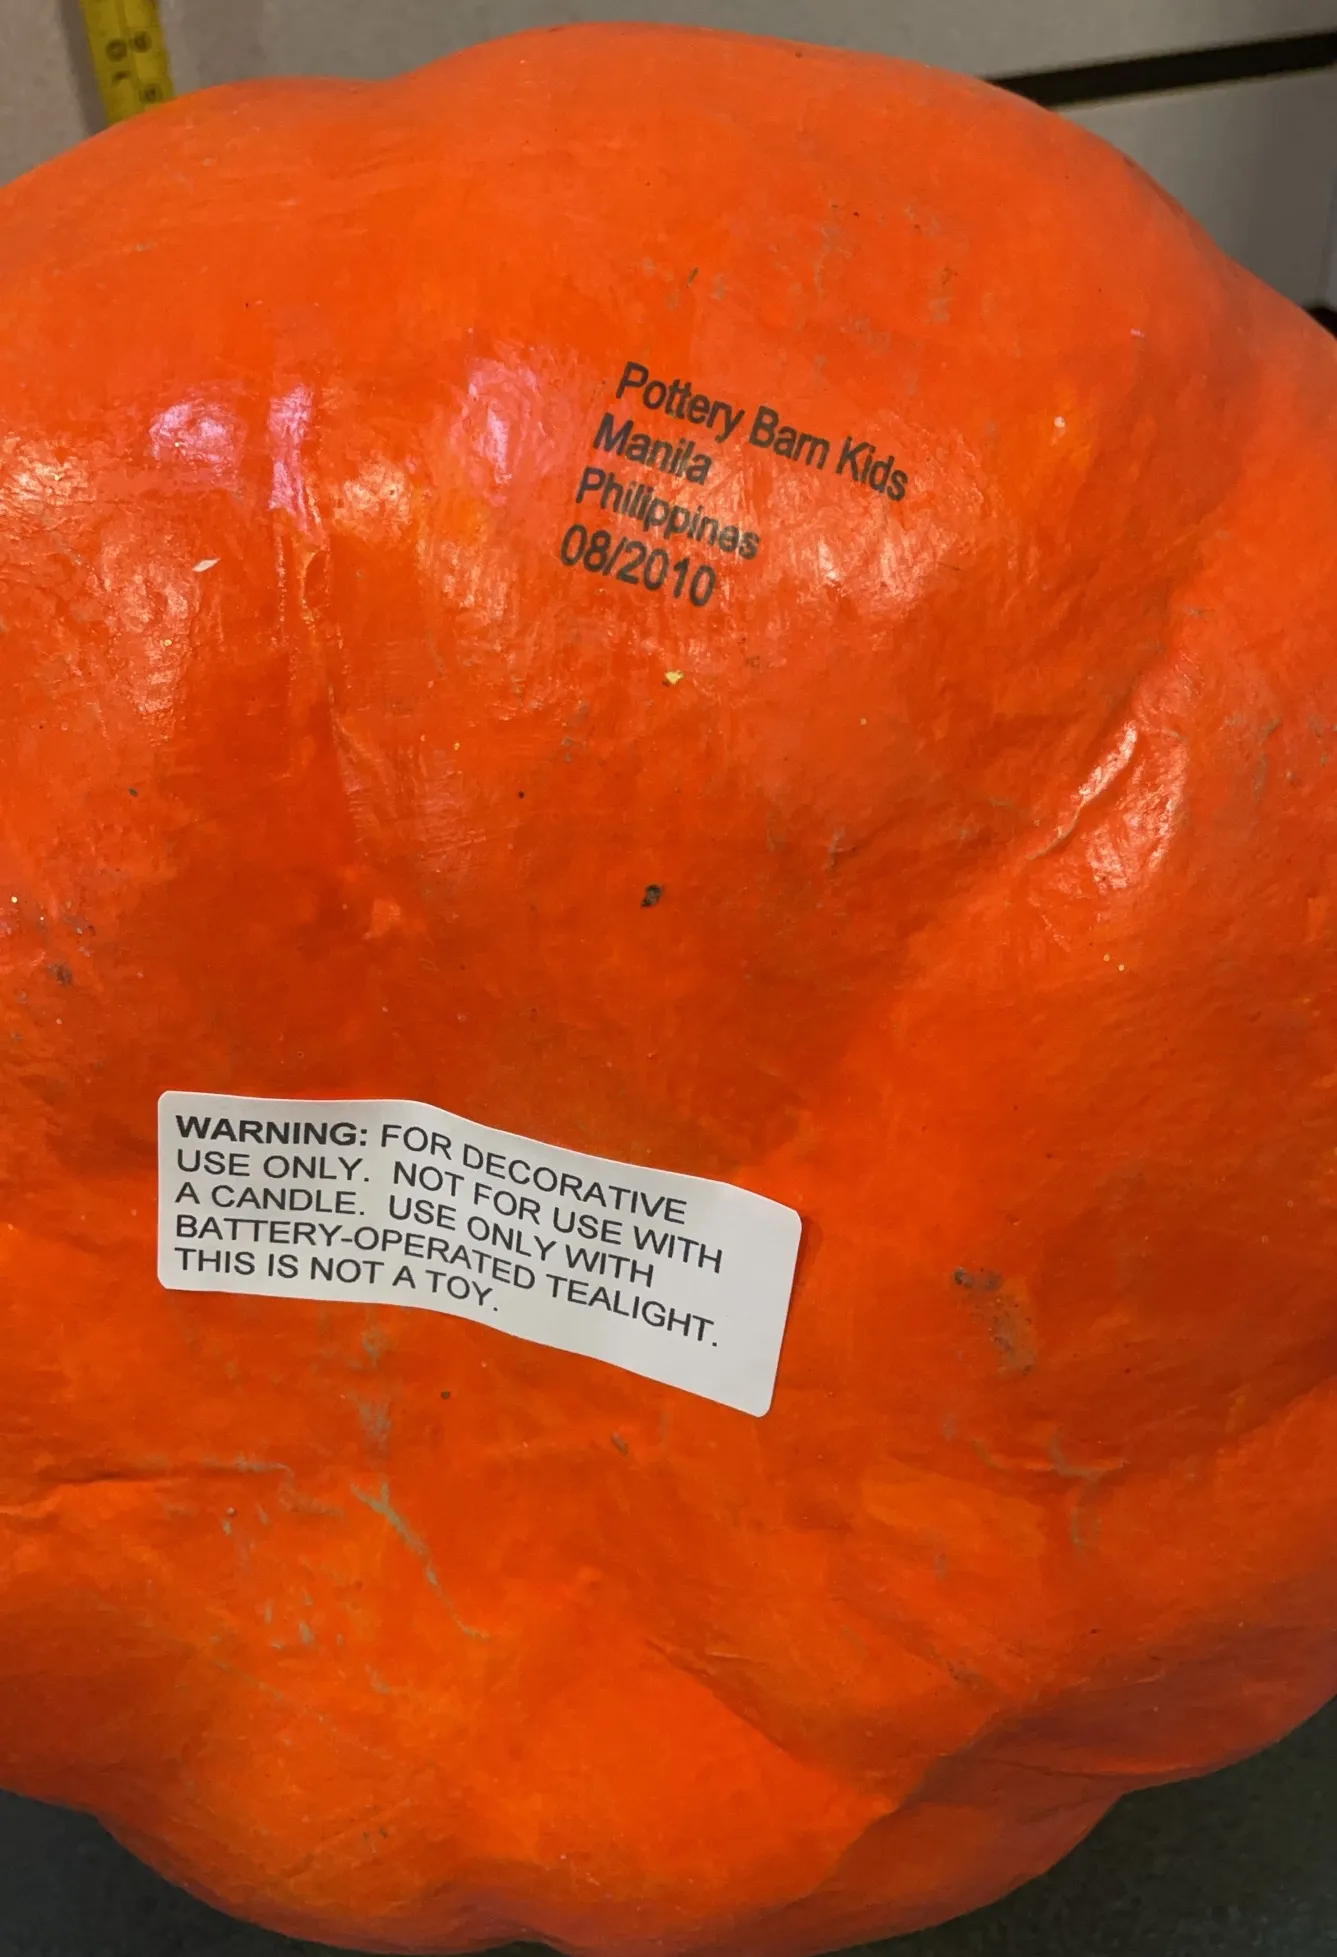 Pottery Barn Kids
Manila
Philippines
08/2010
WARNING: FOR DECORATIVE
USE ONLY. NOT FOR USE WITH
A CANDLE. USE ONLY WITH
BATTERY-OPERATED TEALIGHT.
THIS IS NOT A TOY.